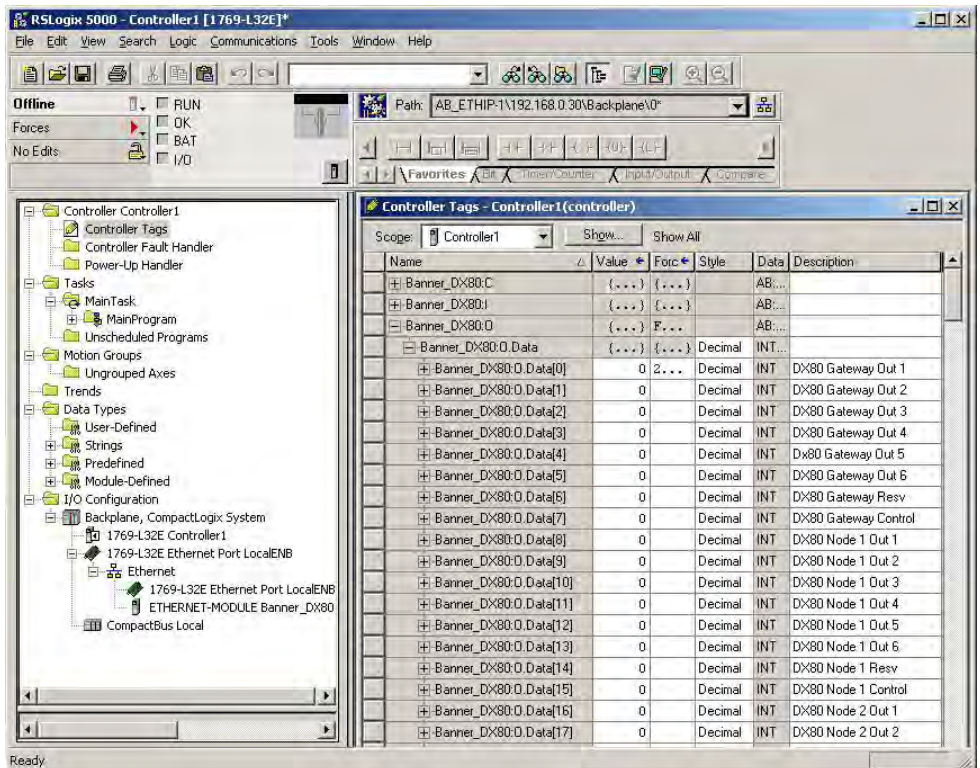 RSLogix 5000 - Controller1 [1769-L32E]*
File Edit View Search Logic Communications Tools Window Help
Offline
RUN
Path: AB_ETHIP-1\192.168.0.30\Backplane\0*
Forces
OK
No Edits
BAT
I/O
Favorites Bit Timer/Counter Input/Output Compare
Controller Controller1
Controller Tags
Controller Fault Handler
Power-Up Handler
Tasks
MainTask
MainProgram
Unscheduled Programs
Motion Groups
Ungrouped Axes
Trends
Data Types
User-Defined
Strings
Predefined
Module-Defined
I/O Configuration
Backplane, CompactLogix System
1769-L32E Controller1
1769-L32E Ethernet Port LocalENB
Ethernet
1769-L32E Ethernet Port LocalENB
ETHERNET-MODULE Banner_DX80
CompactBus Local
Controller Tags - Controller1(controller)
Scope: Controller1 Show... Show All
Name Value Forc Style Data Description
Banner_DX80:C {...} {...} AB:...
Banner_DX80:I {...} {...} AB:...
Banner_DX80:O {...} F... AB:...
Banner_DX80:O.Data {...} {...} Decimal INT...
Banner_DX80:O.Data[0] 0 2... Decimal INT DX80 Gateway Out 1
Banner_DX80:O.Data[1] 0 Decimal INT DX80 Gateway Out 2
Banner_DX80:O.Data[2] 0 Decimal INT DX80 Gateway Out 3
Banner_DX80:O.Data[3] 0 Decimal INT DX80 Gateway Out 4
Banner_DX80:O.Data[4] 0 Decimal INT Dx80 Gateway Out 5
Banner_DX80:O.Data[5] 0 Decimal INT DX80 Gateway Out 6
Banner_DX80:O.Data[6] 0 Decimal INT DX80 Gateway Resv
Banner_DX80:O.Data[7] 0 Decimal INT DX80 Gateway Control
Banner_DX80:O.Data[8] 0 Decimal INT DX80 Node 1 Out 1
Banner_DX80:O.Data[9] 0 Decimal INT DX80 Node 1 Out 2
Banner_DX80:O.Data[10] 0 Decimal INT DX80 Node 1 Out 3
Banner_DX80:O.Data[11] 0 Decimal INT DX80 Node 1 Out 4
Banner_DX80:O.Data[12] 0 Decimal INT DX80 Node 1 Out 5
Banner_DX80:O.Data[13] 0 Decimal INT DX80 Node 1 Out 6
Banner_DX80:O.Data[14] 0 Decimal INT DX80 Node 1 Resv
Banner_DX80:O.Data[15] 0 Decimal INT DX80 Node 1 Control
Banner_DX80:O.Data[16] 0 Decimal INT DX80 Node 2 Out 1
Banner_DX80:O.Data[17] 0 Decimal INT DX80 Node 2 Out 2
Ready